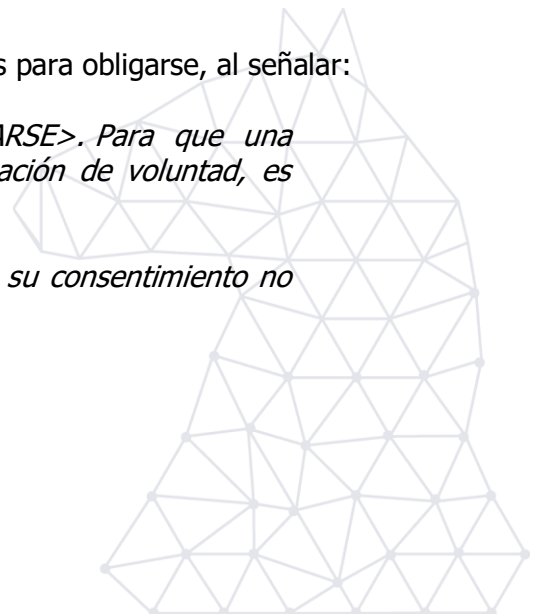 s para obligarse, al señalar:
ARSE>. Para que una
ación de voluntad, es
su consentimiento no